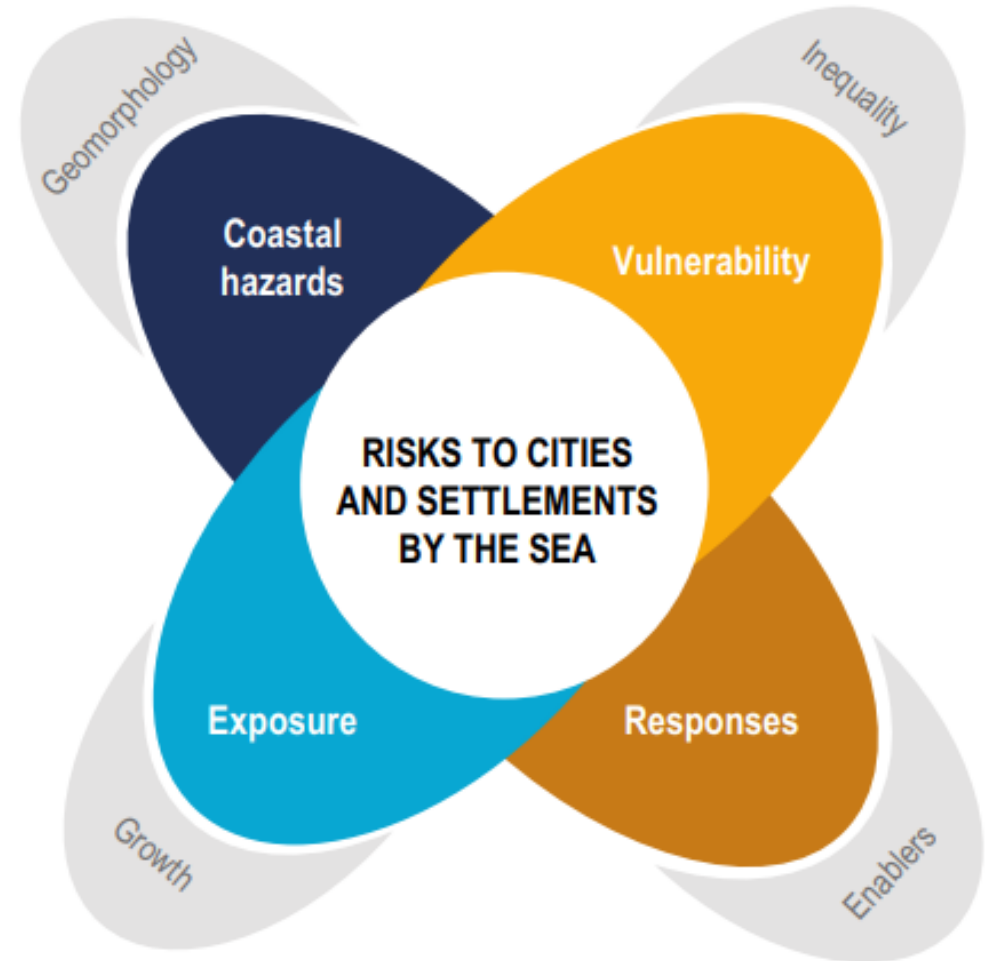 Geomorphology
Inequality
Coastal
hazards
Vulnerability
RISKS TO CITIES
AND SETTLEMENTS
BY THE SEA
Exposure
Responses
Growth
Enablers